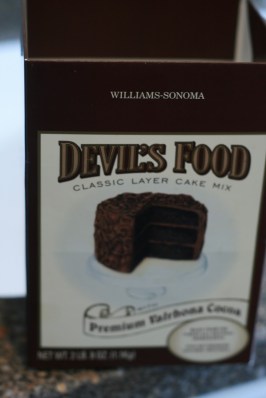 WILLIAMS-SONOMA
DEVIL'S FOOD
CLASSIC LAYER CAKE MIX
Premium Valrhona Cocoa